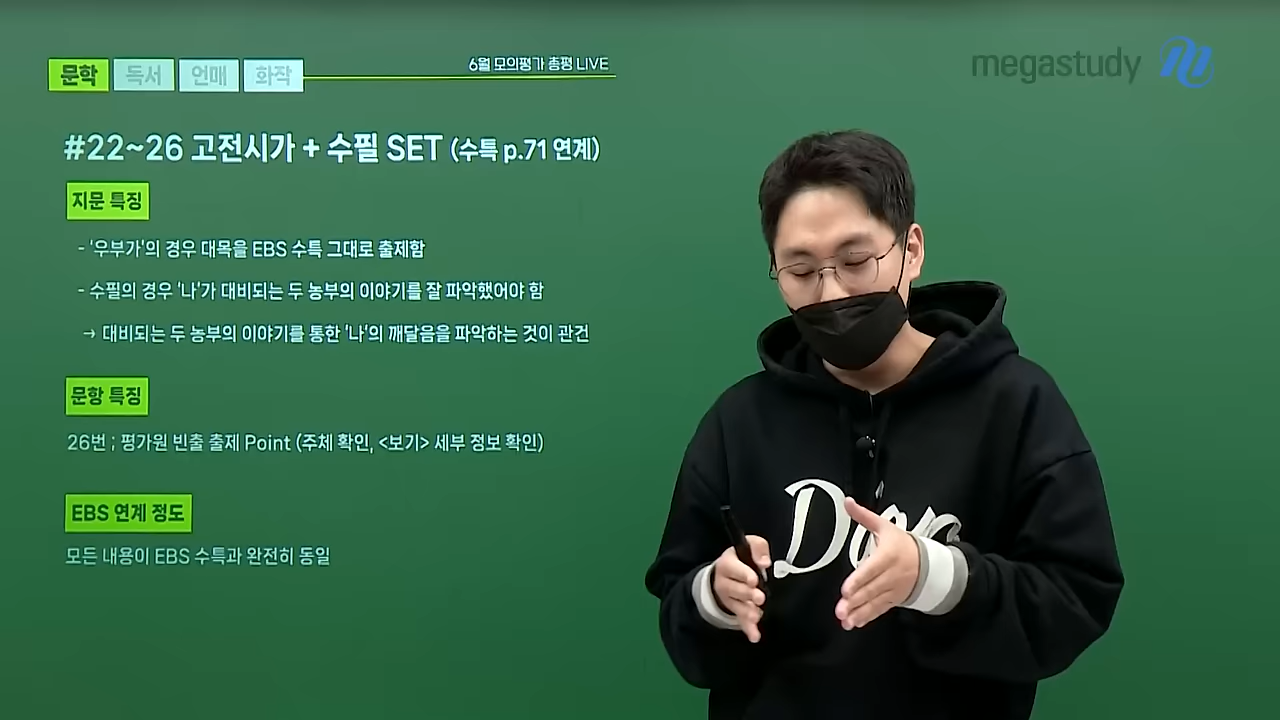 문학 독서 언매 화작
6월 모의평가 총평 LIVE
megastudy
#22~26 고전시가 + 수필 SET (수특 p.71 연계)
지문 특징
- '우부가'의 경우 대목을 EBS 수특 그대로 출제함
- 수필의 경우 '나'가 대비되는 두 농부의 이야기를 잘 파악했어야 함
→ 대비되는 두 농부의 이야기를 통한 '나'의 깨달음을 파악하는 것이 관건
문항 특징
26번 ; 평가원 빈출 출제 Point (주체 확인, <보기> 세부 정보 확인)
EBS 연계 정도
모든 내용이 EBS 수특과 완전히 동일